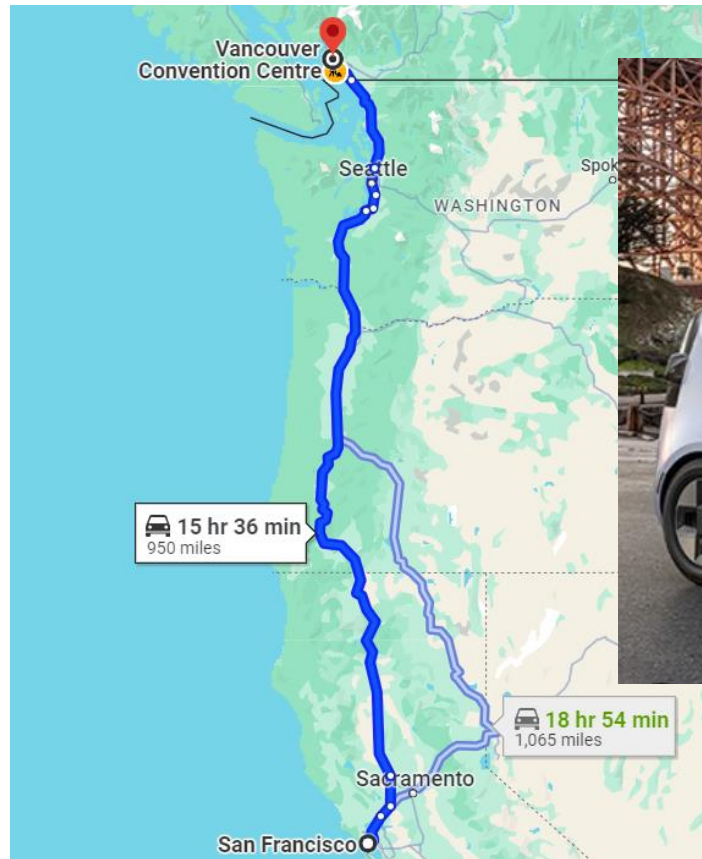 Vancouver
Convention Centre
Seattle
Spok
WASHINGTON
15 hr 36 min
950 miles
18 hr 54 min
1,065 miles
Sacramento
San Francisco